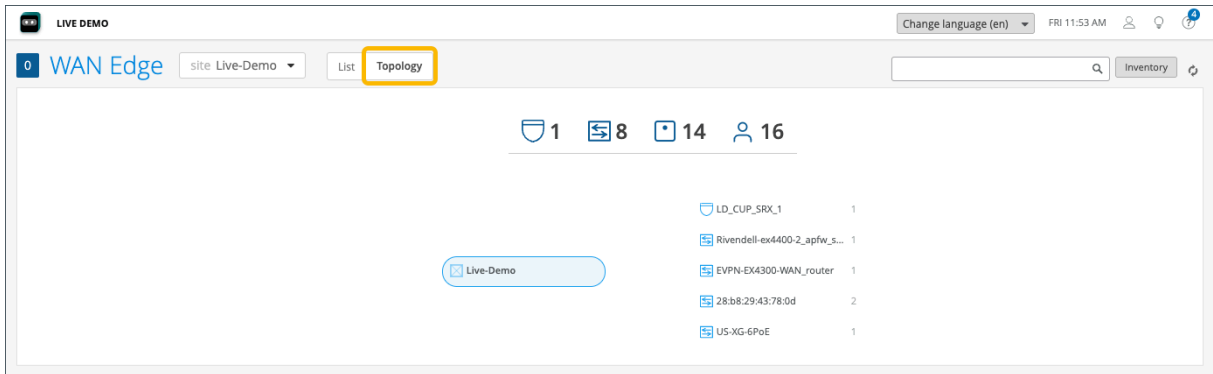 LIVE DEMO
Change language (en)
FRI 11:53 AM
4
0 WAN Edge
site Live-Demo
List
Topology
Inventory
1 8 14 16
LD_CUP_SRX_1 1
Rivendell-ex4400-2_apfw_s... 1
Live-Demo
EVPN-EX4300-WAN_router 1
28:b8:29:43:78:0d 2
US-XG-6PoE 1